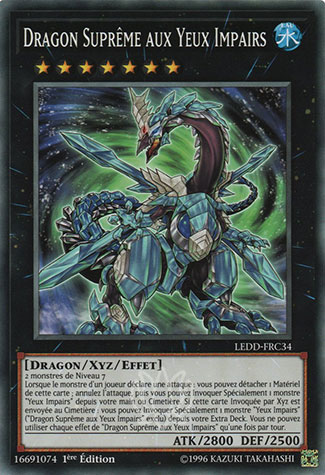 DRAGON SUPRÊME AUX YEUX IMPAIRS
EAU
水
LEDD-FRC34
[DRAGON/XYZ/EFFET]
2 monstres de Niveau 7
Lorsque le monstre d'un joueur déclare une attaque : vous pouvez détacher 1 Matériel
de cette carte ; annulez l'attaque, puis vous pouvez Invoquer Spécialement 1 monstre
"Yeux Impairs" depuis votre main ou Cimetière. Si cette carte Invoquée par Xyz est
envoyée au Cimetière : vous pouvez Invoquer Spécialement 1 monstre "Yeux Impairs"
("Dragon Suprême aux Yeux Impairs" exclu) depuis votre Extra Deck. Vous ne pouvez
utiliser chaque effet de "Dragon Suprême aux Yeux Impairs" qu'une fois par tour.
ATK/2800 DEF/2500
16691074 1ère Édition ©1996 KAZUKI TAKAHASHI